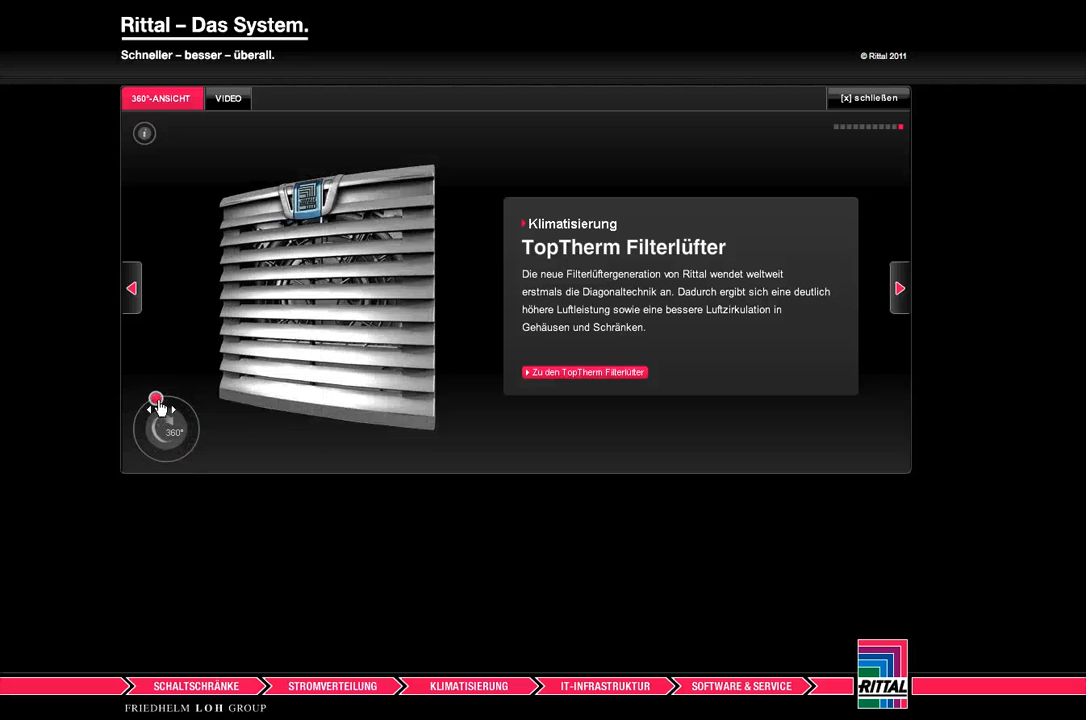 Rittal – Das System.
Schneller – besser – überall.
© Rittal 2011
360°-ANSICHT
VIDEO
[x] schließen
i
Klimatisierung
TopTherm Filterlüfter
Die neue Filterlüftergeneration von Rittal wendet weltweit
erstmals die Diagonaltechnik an. Dadurch ergibt sich eine deutlich
höhere Luftleistung sowie eine bessere Luftzirkulation in
Gehäusen und Schränken.
Zu den TopTherm Filterlüfter
360°
SCHALTSCHRÄNKE
STROMVERTEILUNG
KLIMATISIERUNG
IT-INFRASTRUKTUR
SOFTWARE & SERVICE
RITTAL
FRIEDHELM LOH GROUP